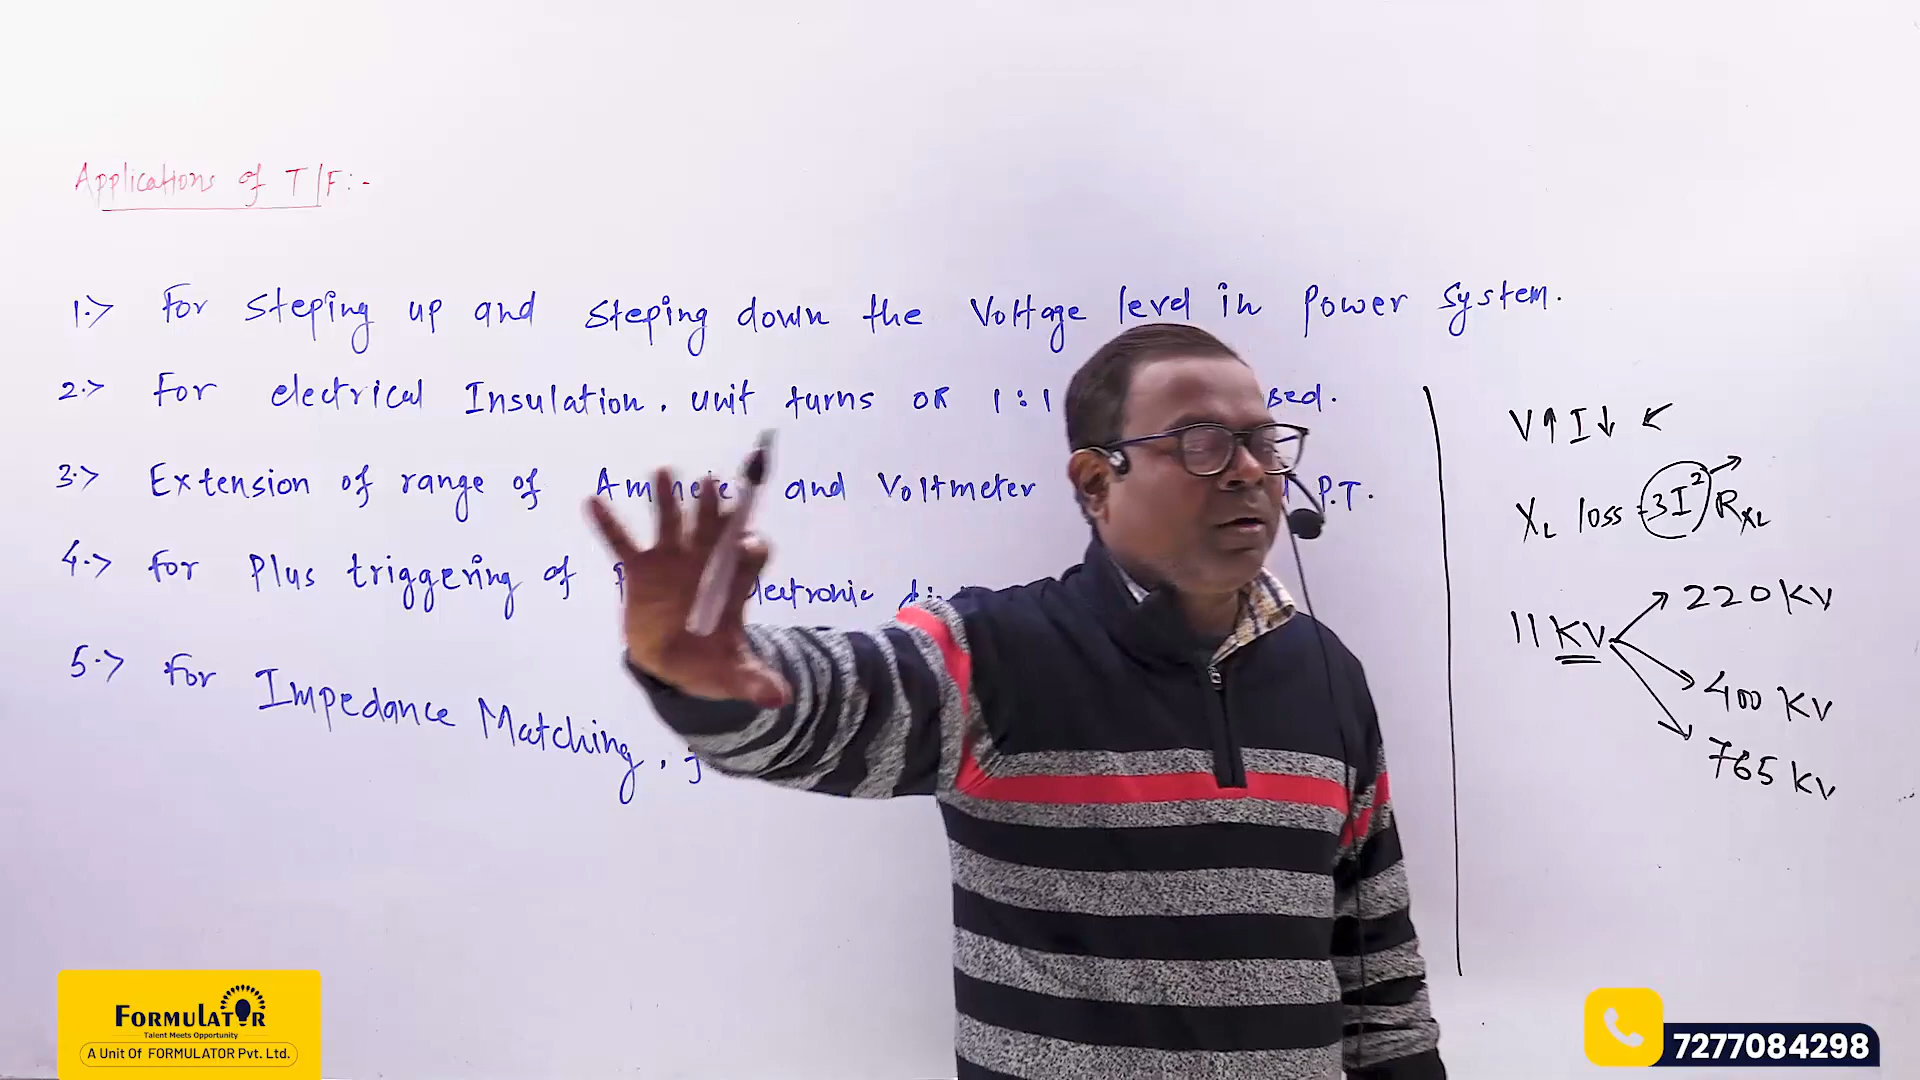 Applications of T/F:-
1.> For Steping up and Steping down the Voltage level in Power System.
2.> For electrical Insulation. unit turns OR 1:1
3.> Extension of range of Ammeter and Voltmeter P.T.
4.> For Plus triggering of
5.> For Impedance Matching.
V↑ I↓
XL loss = 3I² RXL
11 KV
220 KV
400 KV
765 KV
FORMULATOR
Talent Meets Opportunity
A Unit Of FORMULATOR Pvt. Ltd.
7277084298